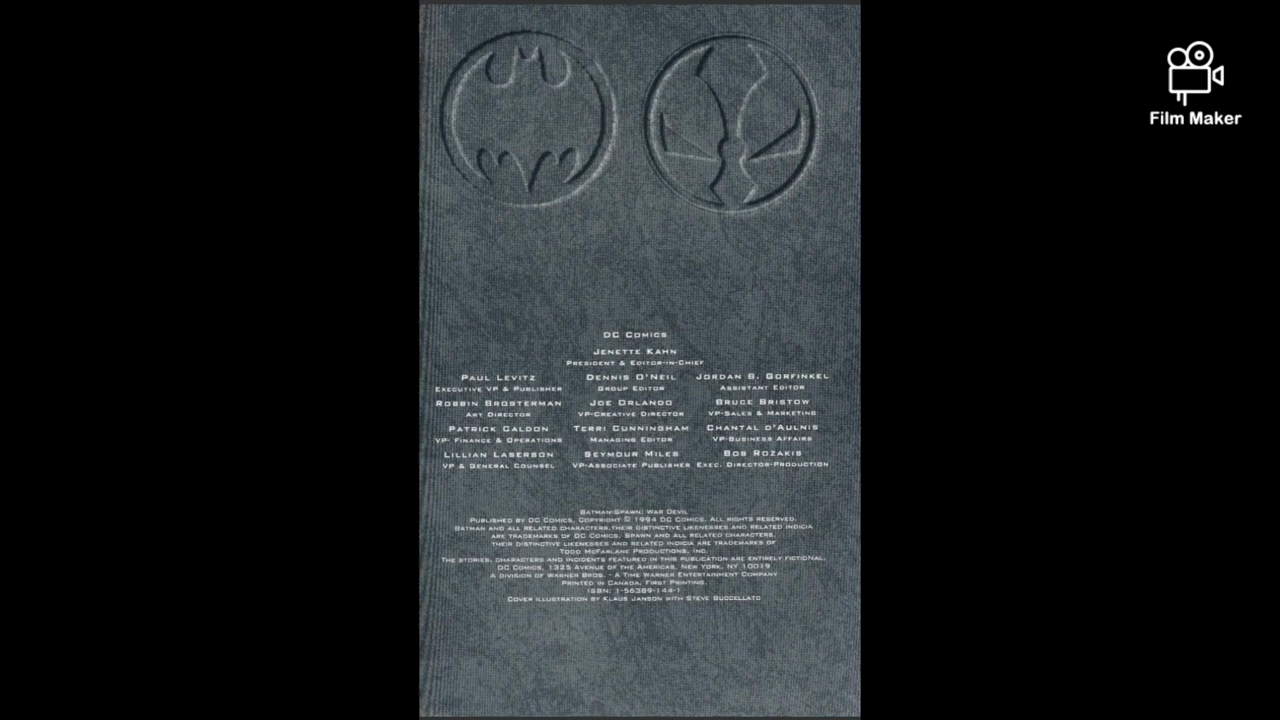 Film Maker
DC Comics
Jenette Kahn
President & Editor-in-Chief
Paul Levitz
Executive VP & Publisher
Dennis O'Neil
Group Editor
Jordan B. Gorfinkel
Assistant Editor
Robbin Brosterman
Art Director
Joe Orlando
VP-Creative Director
Bruce Bristow
VP-Sales & Marketing
Patrick Caldon
VP- Finance & Operations
Terri Cunningham
Managing Editor
Chantal d'Aulnis
VP-Business Affairs
Lillian Laserson
VP & General Counsel
Seymour Miles
VP-Associate Publisher
Bob Rozakis
Exec. Director-Production
Batman-Spawn: War Devil
Published by DC Comics. Copyright © 1994 DC Comics. All rights reserved.
Batman and all related characters, their distinctive likenesses and related indicia
are trademarks of DC Comics. Spawn and all related characters,
their distinctive likenesses and related indicia are trademarks of
Todd McFarlane Productions, Inc.
The stories, characters and incidents featured in this publication are entirely fictional.
DC Comics, 1325 Avenue of the Americas, New York, NY 10019
A division of Warner Bros. - A Time Warner Entertainment Company
Printed in Canada. First Printing.
ISBN: 1-56389-144-1
Cover illustration by Klaus Janson with Steve Buccellato